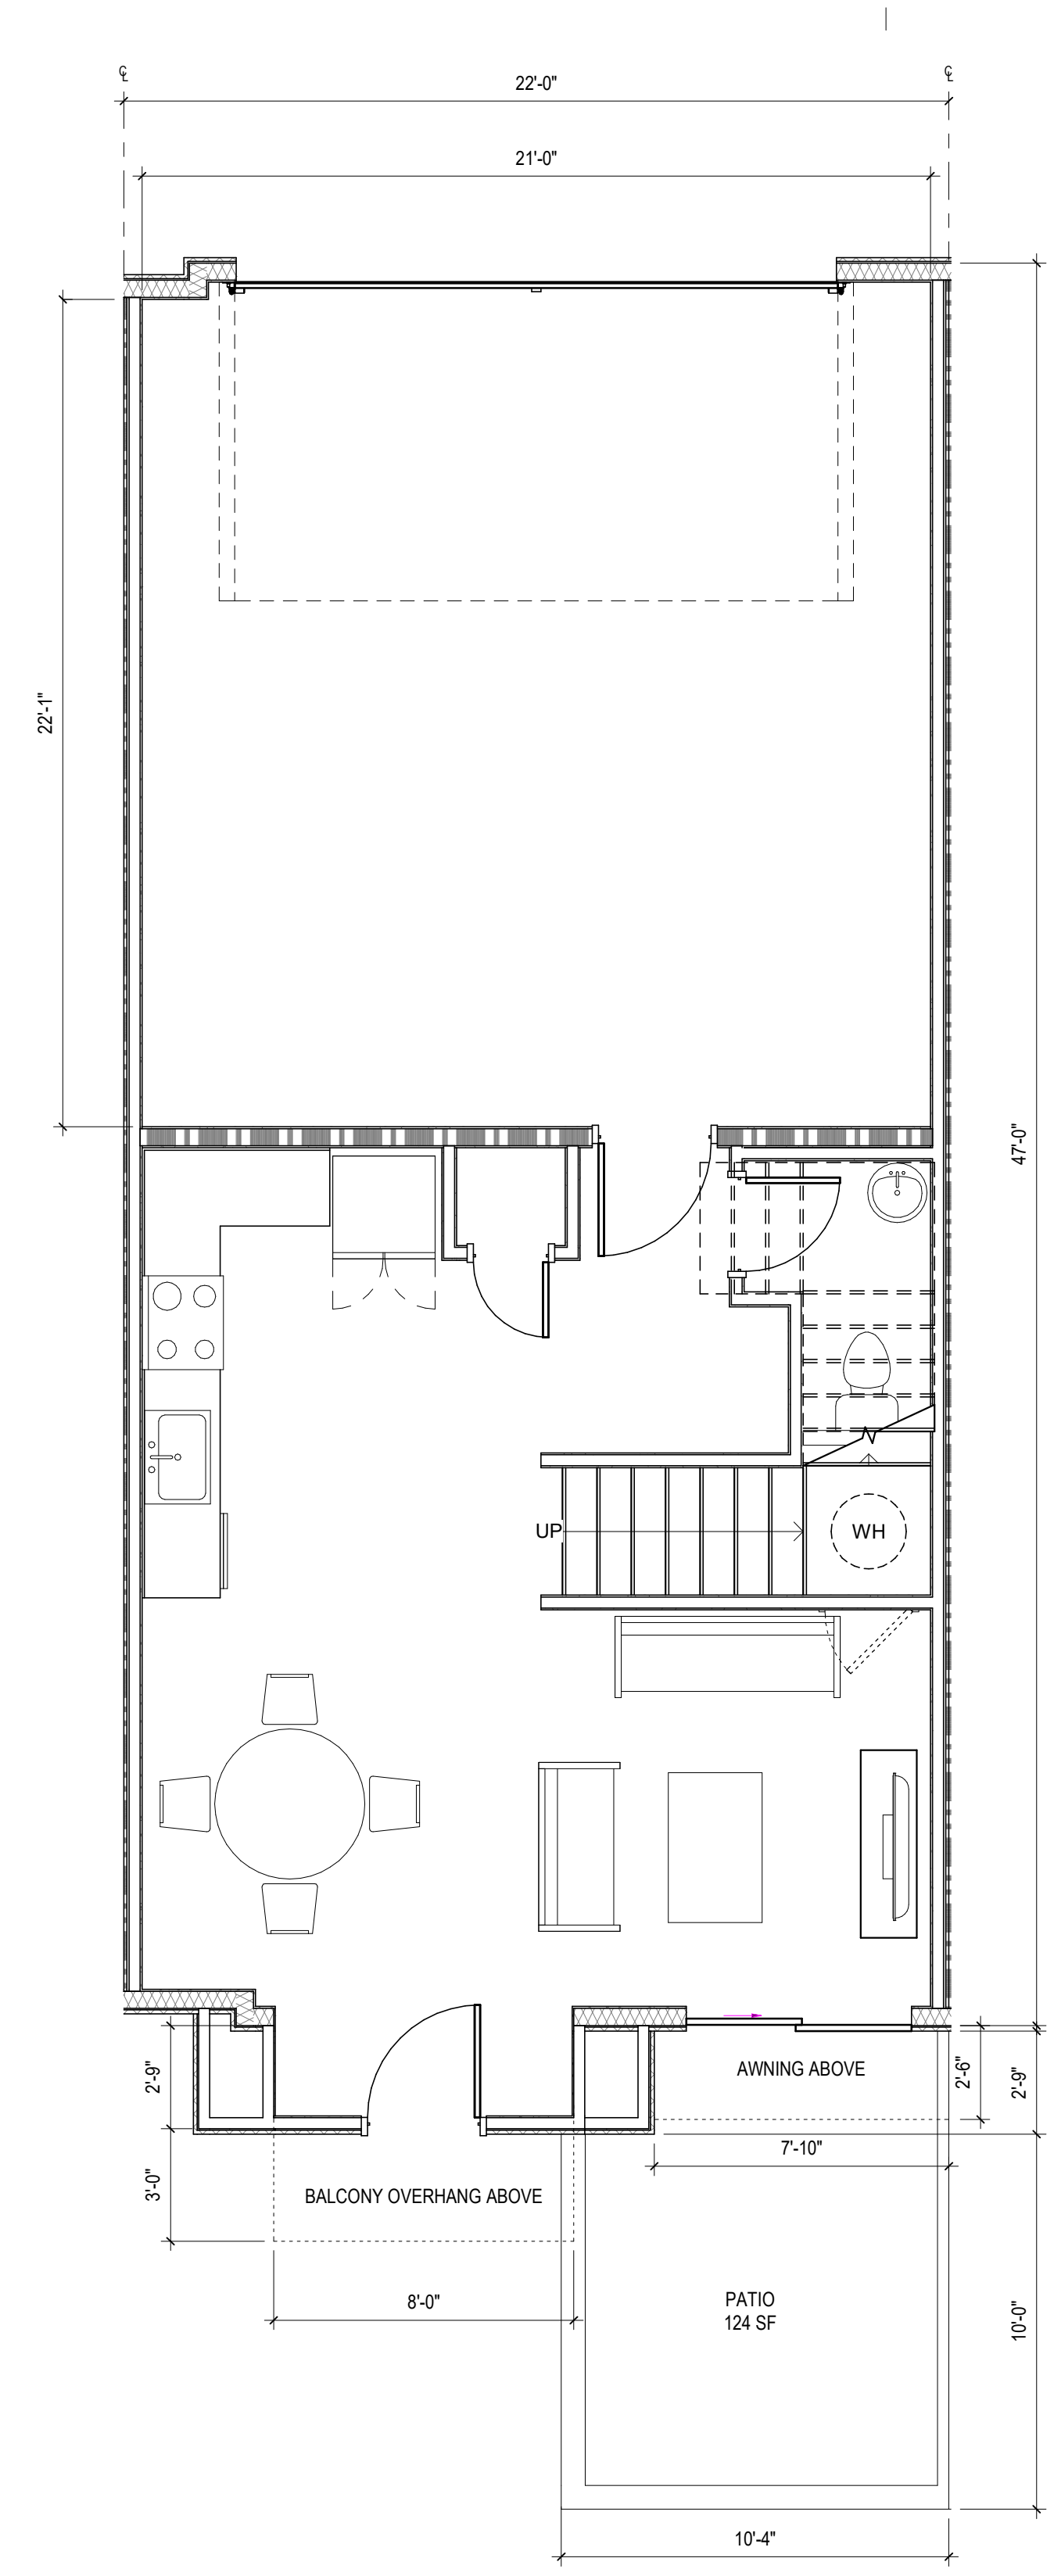 ℄
℄
22'-0"
21'-0"
22'-1"
47'-0"
UP
WH
AWNING ABOVE
2'-9"
2'-6"
2'-9"
7'-10"
3'-0"
BALCONY OVERHANG ABOVE
8'-0"
PATIO
124 SF
10'-0"
10'-4"